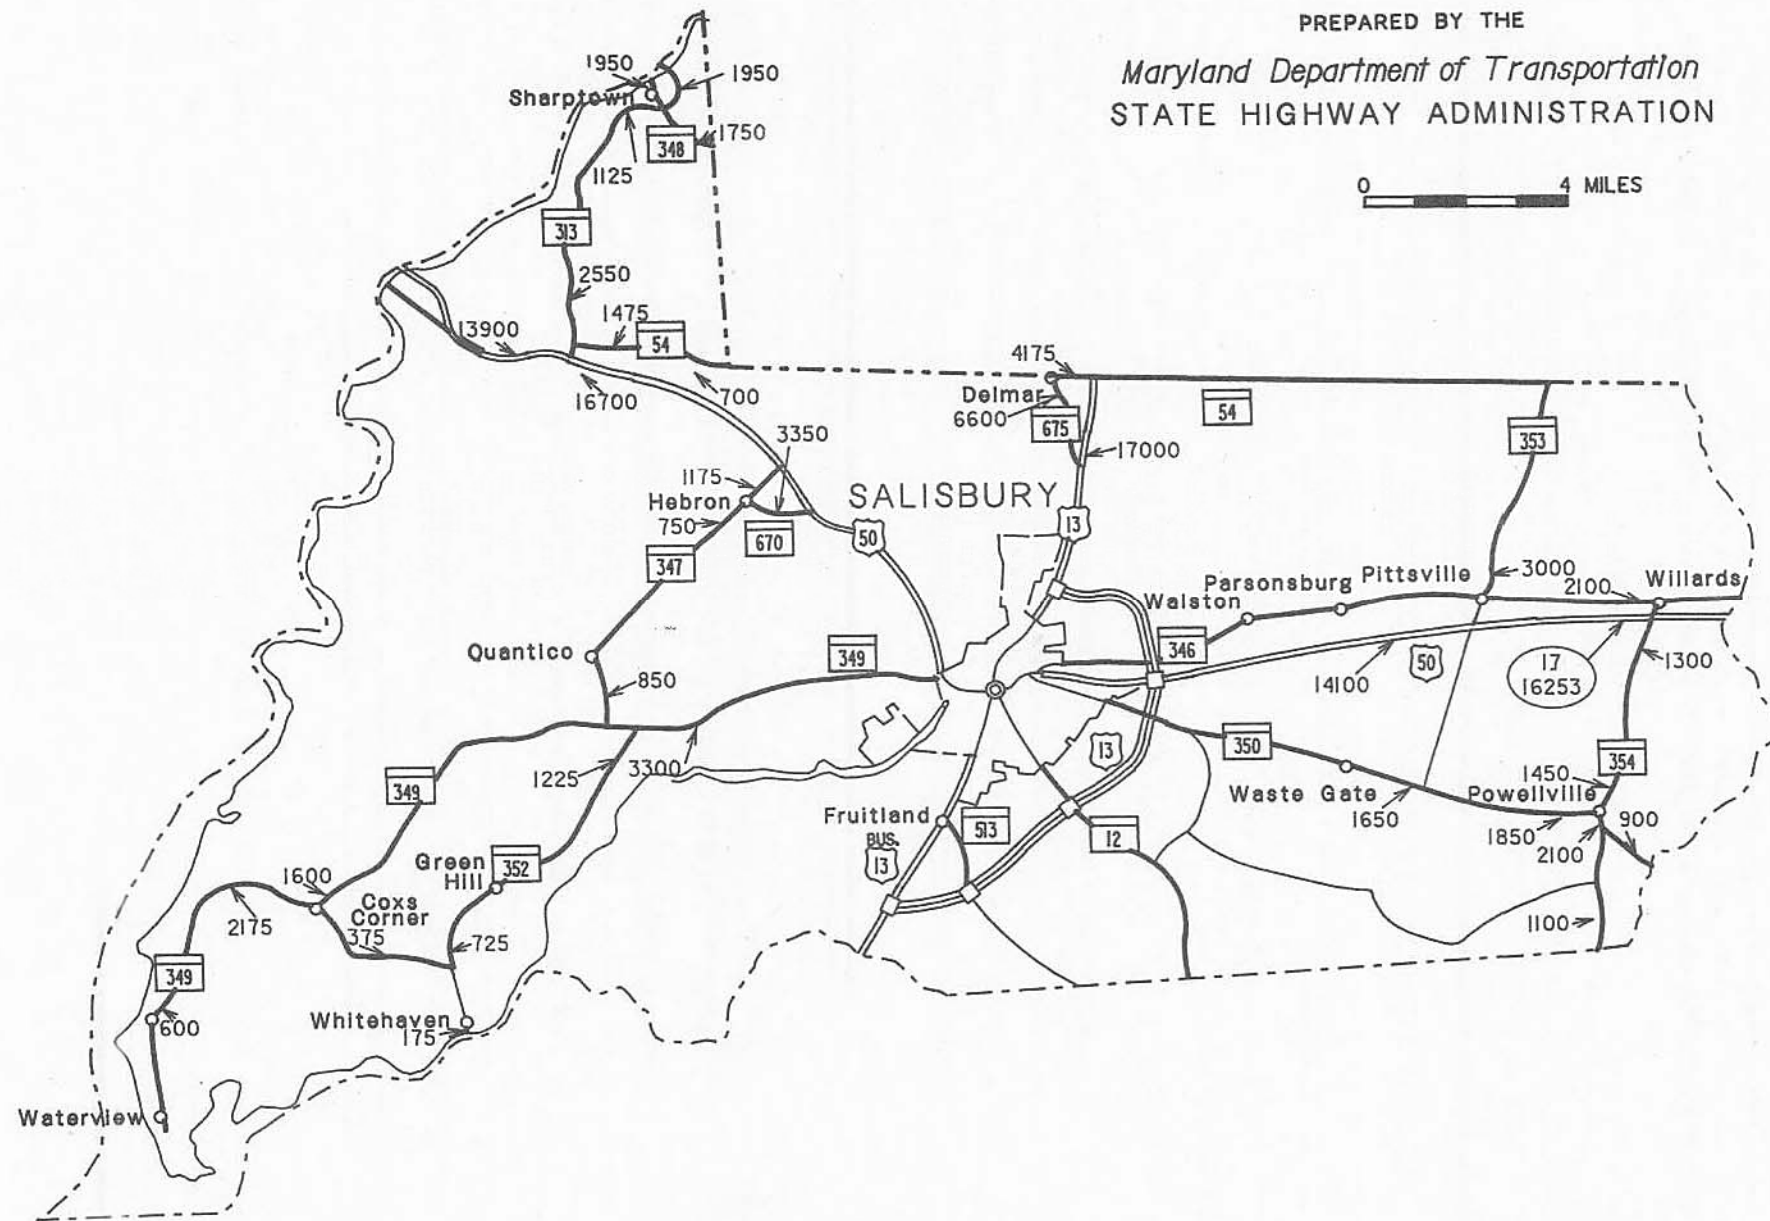 PREPARED BY THE
Maryland Department of Transportation
STATE HIGHWAY ADMINISTRATION
0 4 MILES
1950
1950
Sharptown
1750
348
1125
313
2550
1475
54
13900
700
16700
4175
Delmar
6600
675
54
353
17000
3350
1175
Hebron
SALISBURY
750
670
50
13
347
3000
Parsonsburg
Pittsville
2100
Willards
Walston
Quantico
349
346
850
14100
50
17
16253
1300
350
13
354
3300
1225
349
1450
Waste Gate
Powellville
1650
1850
900
2100
Fruitland
BUS.
13
513
12
Green
Hill
352
1600
Coxs
Corner
2175
375
725
1100
349
600
Whitehaven
175
Waterview